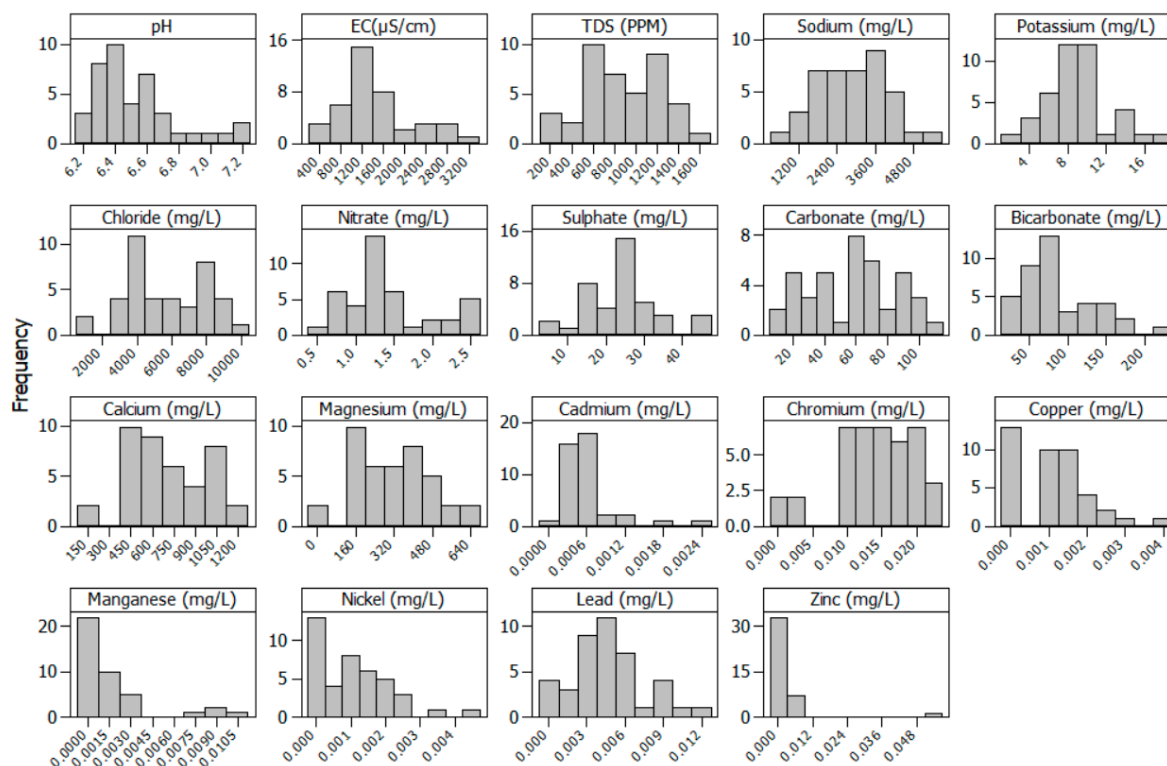 pH
10
5
0
6.2 6.4 6.6 6.8 7.0 7.2
EC(µS/cm)
16
8
0
400 800 1200 1600 2000 2400 2800 3200
TDS (PPM)
10
5
0
200 400 600 800 1000 1200 1400 1600
Sodium (mg/L)
10
5
0
1200 2400 3600 4800
Potassium (mg/L)
10
5
0
4 8 12 16
Chloride (mg/L)
10
5
0
2000 4000 6000 8000 10000
Nitrate (mg/L)
10
5
0
0.5 1.0 1.5 2.0 2.5
Sulphate (mg/L)
16
8
0
10 20 30 40
Carbonate (mg/L)
8
4
0
20 40 60 80 100
Bicarbonate (mg/L)
10
5
0
50 100 150 200
Frequency
Calcium (mg/L)
10
5
0
150 300 450 600 750 900 1050 1200
Magnesium (mg/L)
10
5
0
0 160 320 480 640
Cadmium (mg/L)
20
10
0
0.0000 0.0006 0.0012 0.0018 0.0024
Chromium (mg/L)
5.0
2.5
0.0
0.000 0.005 0.010 0.015 0.020
Copper (mg/L)
10
5
0
0.000 0.001 0.002 0.003 0.004
Manganese (mg/L)
20
10
0
0.0000 0.0015 0.0030 0.0045 0.0060 0.0075 0.0090 0.0105
Nickel (mg/L)
10
5
0
0.000 0.001 0.002 0.003 0.004
Lead (mg/L)
10
5
0
0.000 0.003 0.006 0.009 0.012
Zinc (mg/L)
30
15
0
0.000 0.012 0.024 0.036 0.048